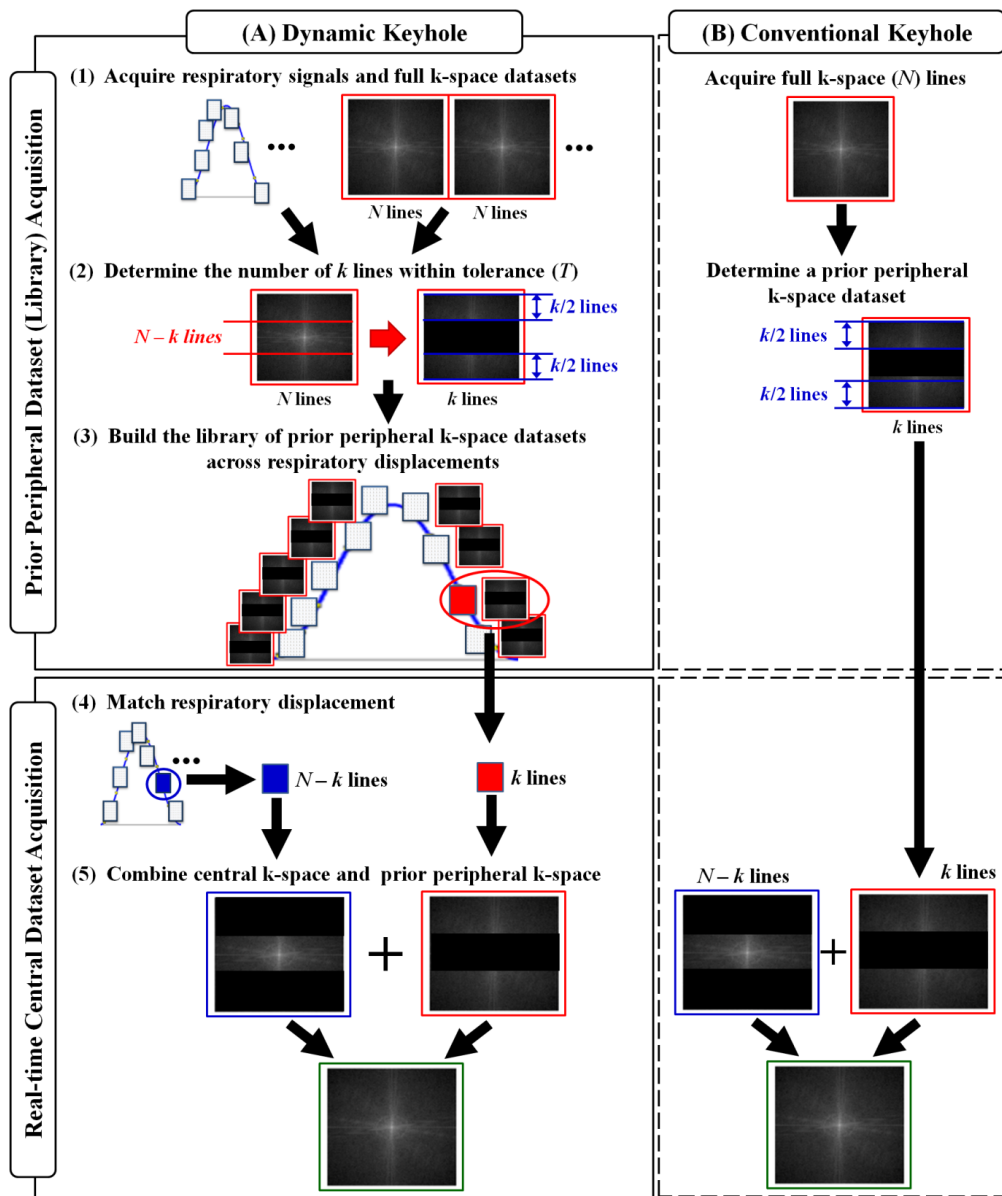 (A) Dynamic Keyhole
(B) Conventional Keyhole
Prior Peripheral Dataset (Library) Acquisition
(1) Acquire respiratory signals and full k-space datasets
...
...
N lines
N lines
(2) Determine the number of k lines within tolerance (T)
N – k lines
k/2 lines
k/2 lines
N lines
k lines
(3) Build the library of prior peripheral k-space datasets
across respiratory displacements
Acquire full k-space (N) lines
Determine a prior peripheral
k-space dataset
k/2 lines
k/2 lines
k lines
Real-time Central Dataset Acquisition
(4) Match respiratory displacement
...
N – k lines
k lines
(5) Combine central k-space and prior peripheral k-space
+
N – k lines
k lines
+